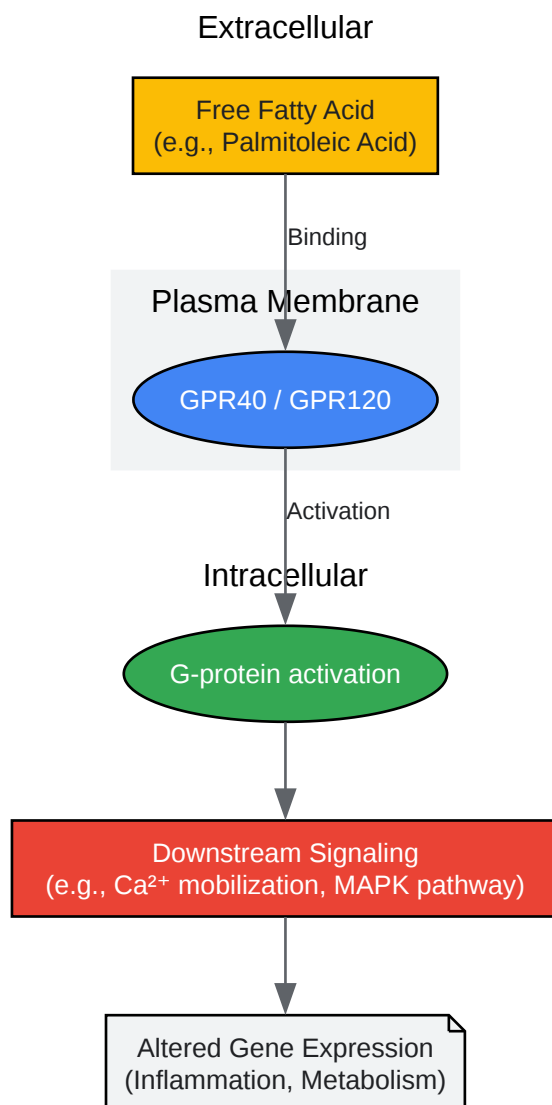 Extracellular
Free Fatty Acid
(e.g., Palmitoleic Acid)
Binding
Plasma Membrane
GPR40 / GPR120
Activation
Intracellular
G-protein activation
Downstream Signaling
(e.g., Ca²⁺ mobilization, MAPK pathway)
Altered Gene Expression
(Inflammation, Metabolism)